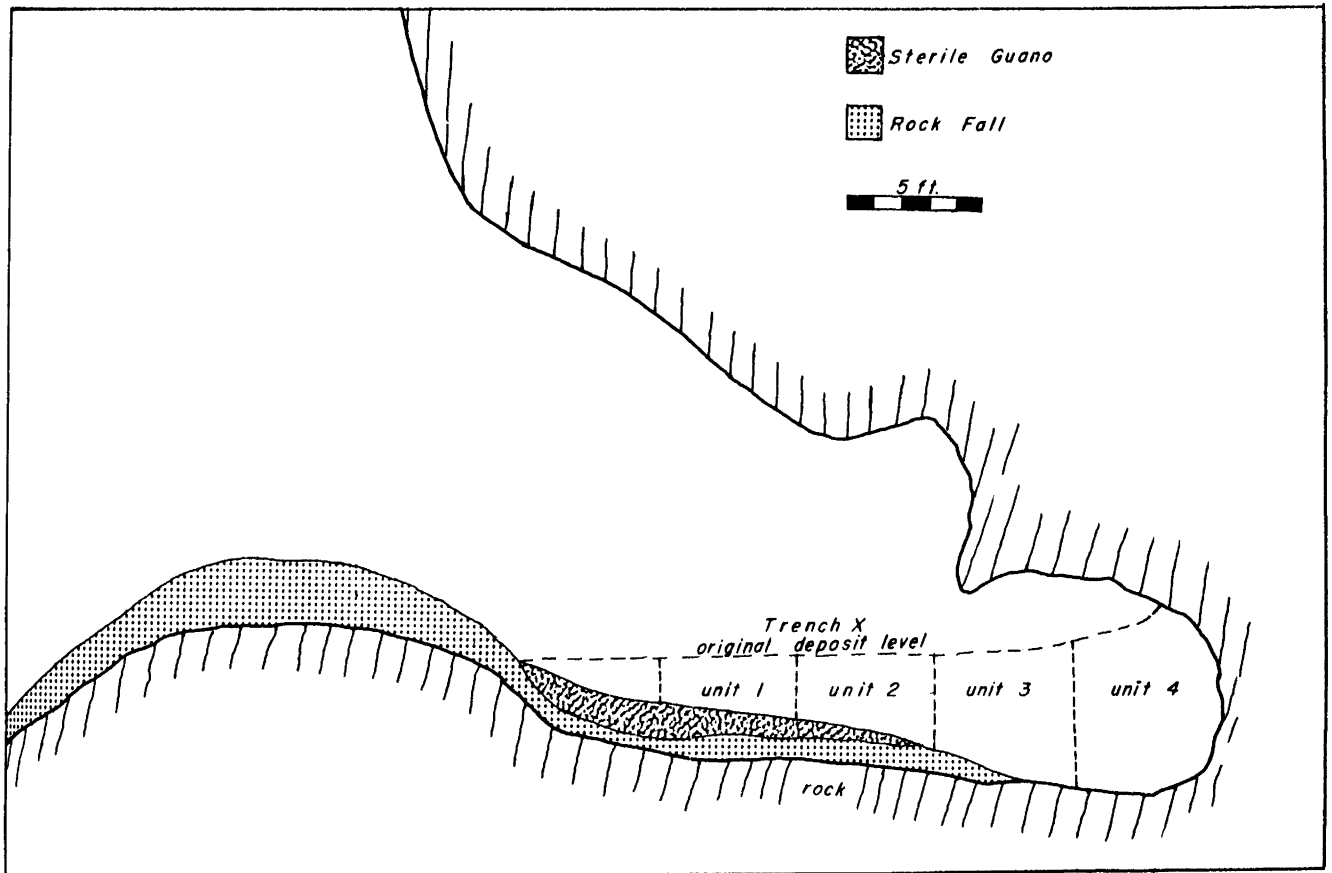 Sterile Guano
Rock Fall
5 ft.
Trench X
original deposit level
unit 1
unit 2
unit 3
unit 4
rock